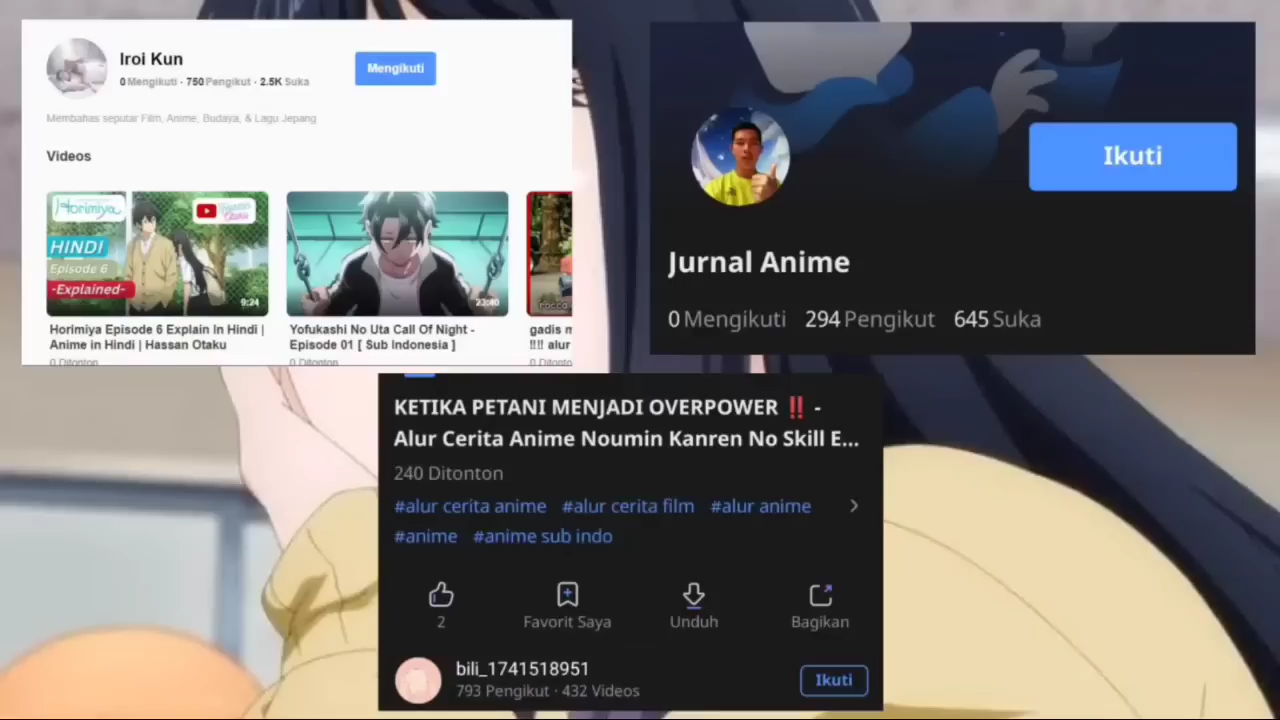 Iroi Kun
0 Mengikuti · 750 Pengikut · 2.5K Suka
Mengikuti
Membahas seputar Film, Anime, Budaya, & Lagu Jepang
Videos
Horimiya
HINDI
Episode 6
-Explained-
9:24
Horimiya Episode 6 Explain In Hindi |
Anime in Hindi | Hassan Otaku
0 Ditonton
23:40
Yofukashi No Uta Call Of Night -
Episode 01 [ Sub Indonesia ]
0 Ditonton
rocco
gadis m
!!!! alur
0 Ditonto
Ikuti
Jurnal Anime
0 Mengikuti 294 Pengikut 645 Suka
KETIKA PETANI MENJADI OVERPOWER ‼️ -
Alur Cerita Anime Noumin Kanren No Skill E...
240 Ditonton
#alur cerita anime #alur cerita film #alur anime
#anime #anime sub indo
2 Favorit Saya Unduh Bagikan
bili_1741518951
793 Pengikut · 432 Videos
Ikuti